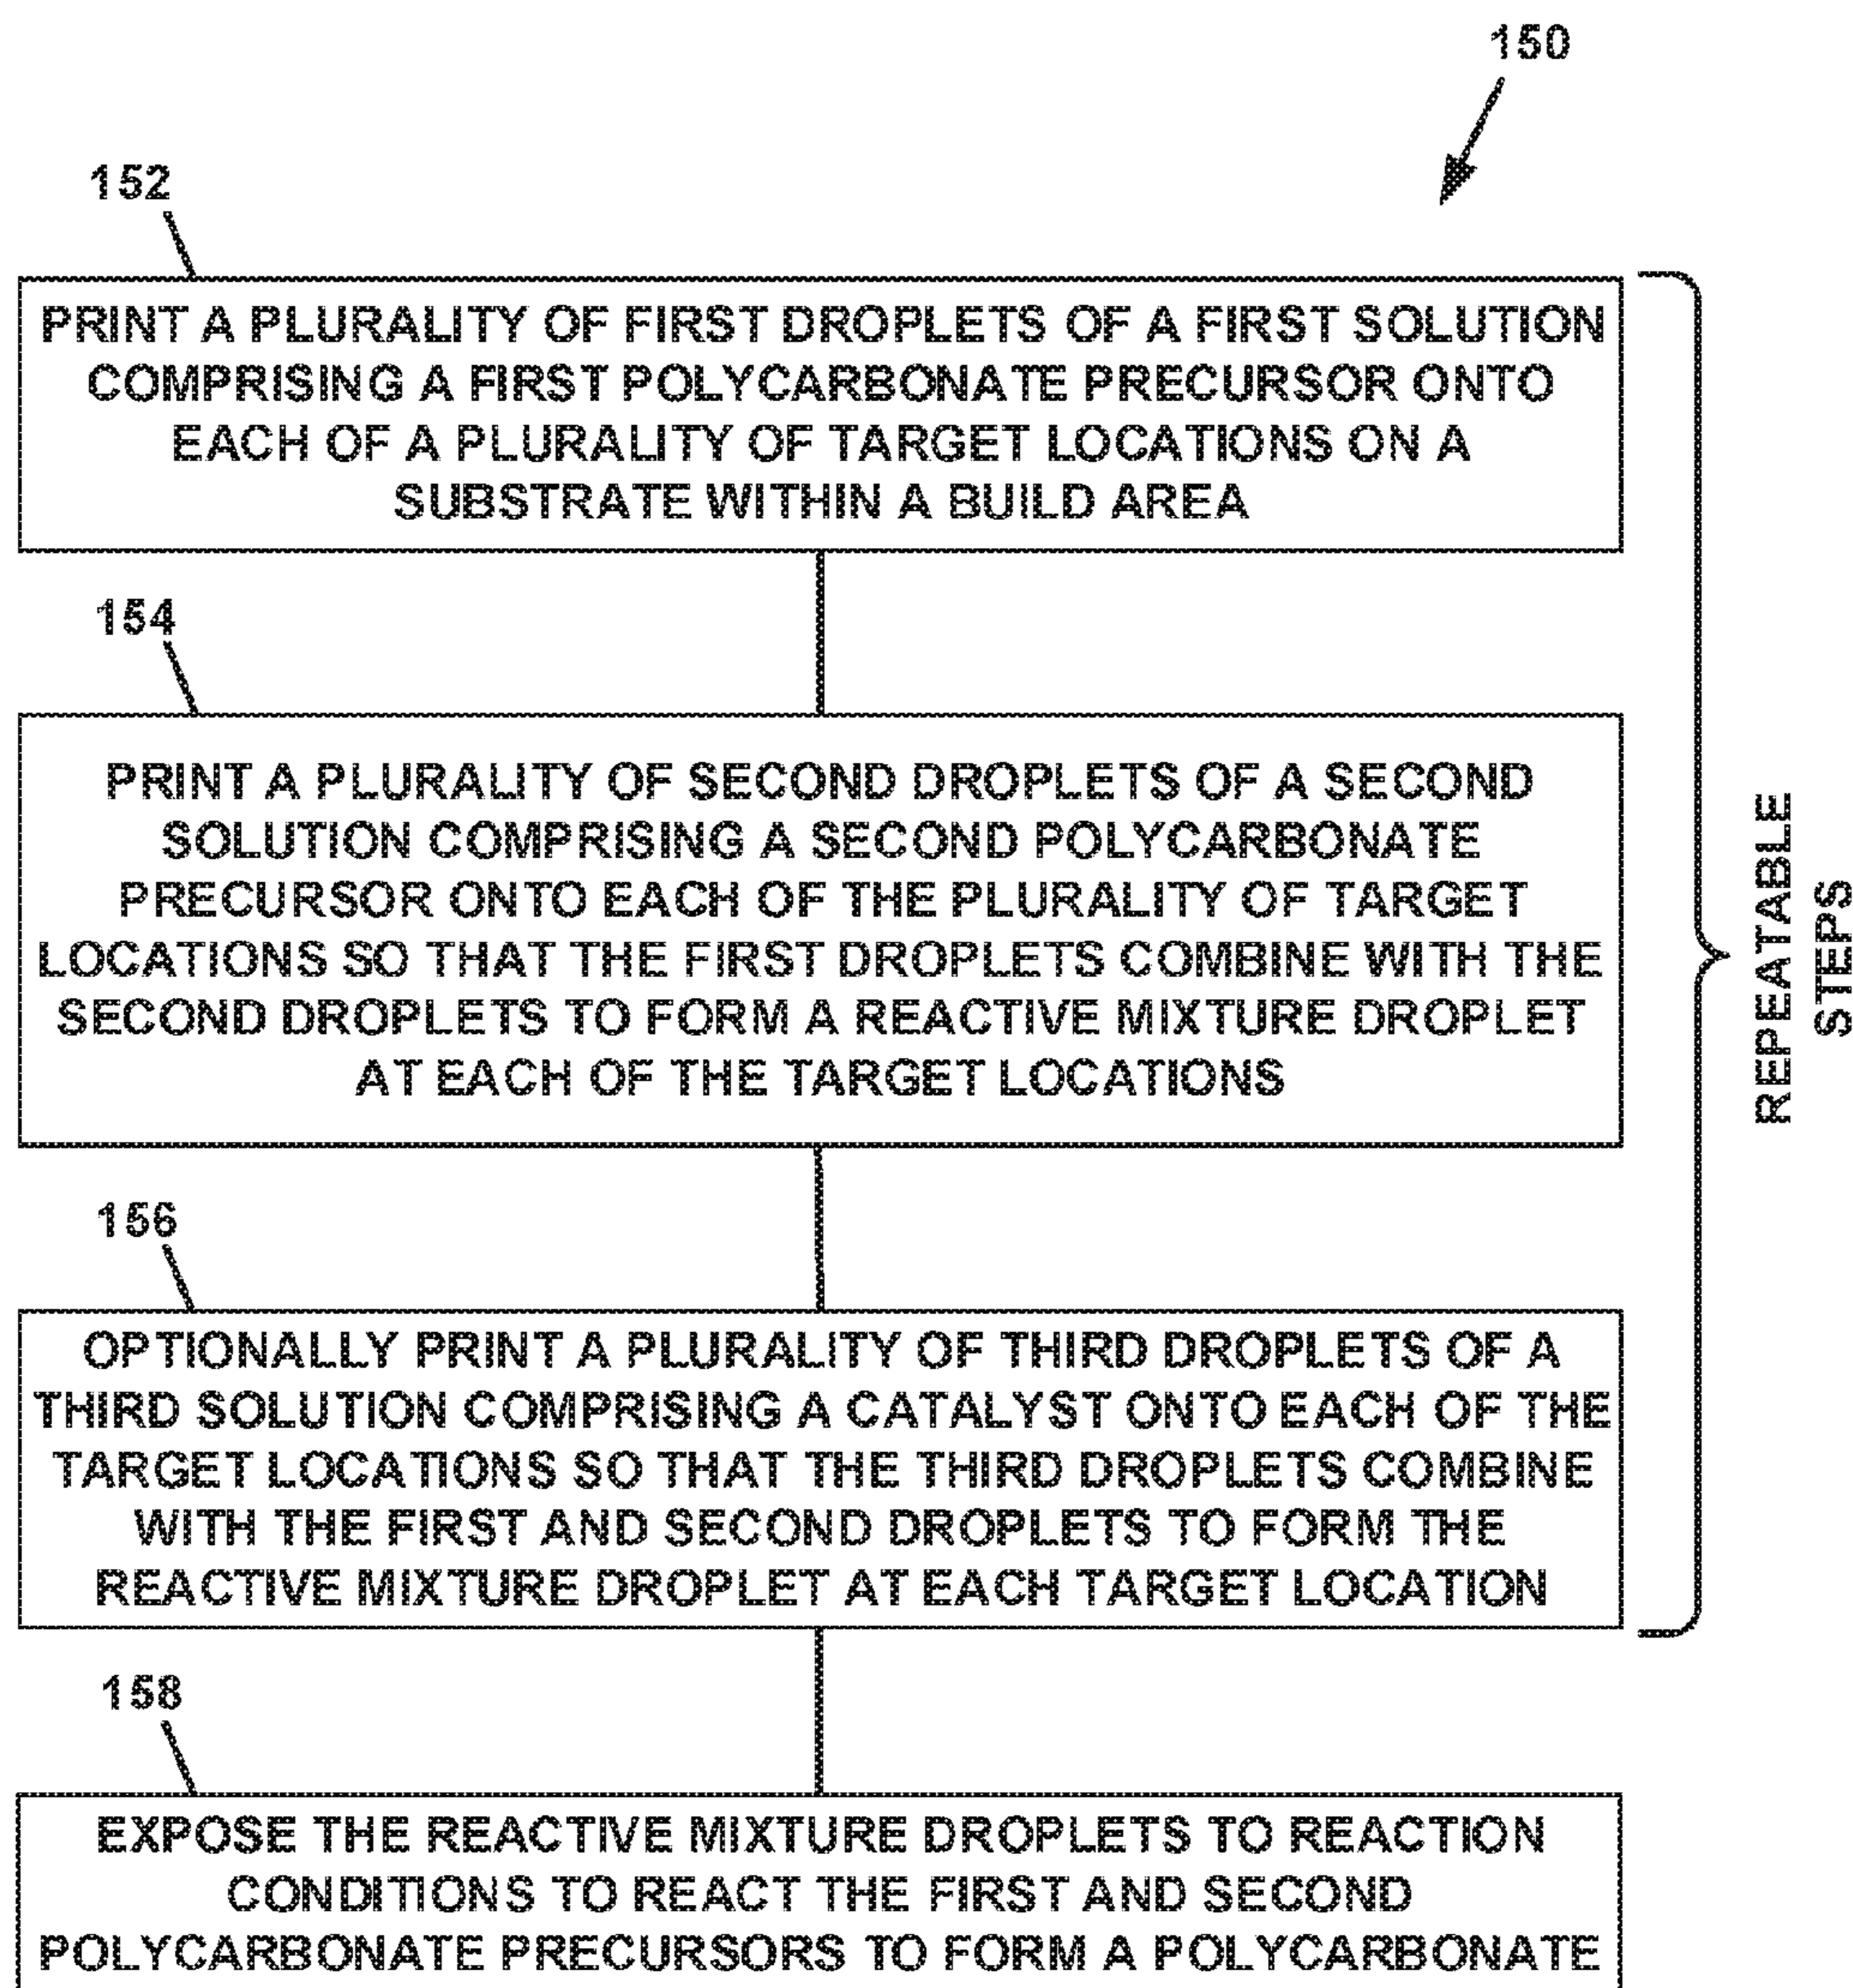 150
152
PRINT A PLURALITY OF FIRST DROPLETS OF A FIRST SOLUTION
COMPRISING A FIRST POLYCARBONATE PRECURSOR ONTO
EACH OF A PLURALITY OF TARGET LOCATIONS ON A
SUBSTRATE WITHIN A BUILD AREA
154
PRINT A PLURALITY OF SECOND DROPLETS OF A SECOND
SOLUTION COMPRISING A SECOND POLYCARBONATE
PRECURSOR ONTO EACH OF THE PLURALITY OF TARGET
LOCATIONS SO THAT THE FIRST DROPLETS COMBINE WITH THE
SECOND DROPLETS TO FORM A REACTIVE MIXTURE DROPLET
AT EACH OF THE TARGET LOCATIONS
156
OPTIONALLY PRINT A PLURALITY OF THIRD DROPLETS OF A
THIRD SOLUTION COMPRISING A CATALYST ONTO EACH OF THE
TARGET LOCATIONS SO THAT THE THIRD DROPLETS COMBINE
WITH THE FIRST AND SECOND DROPLETS TO FORM THE
REACTIVE MIXTURE DROPLET AT EACH TARGET LOCATION
REPEATABLE
STEPS
158
EXPOSE THE REACTIVE MIXTURE DROPLETS TO REACTION
CONDITIONS TO REACT THE FIRST AND SECOND
POLYCARBONATE PRECURSORS TO FORM A POLYCARBONATE